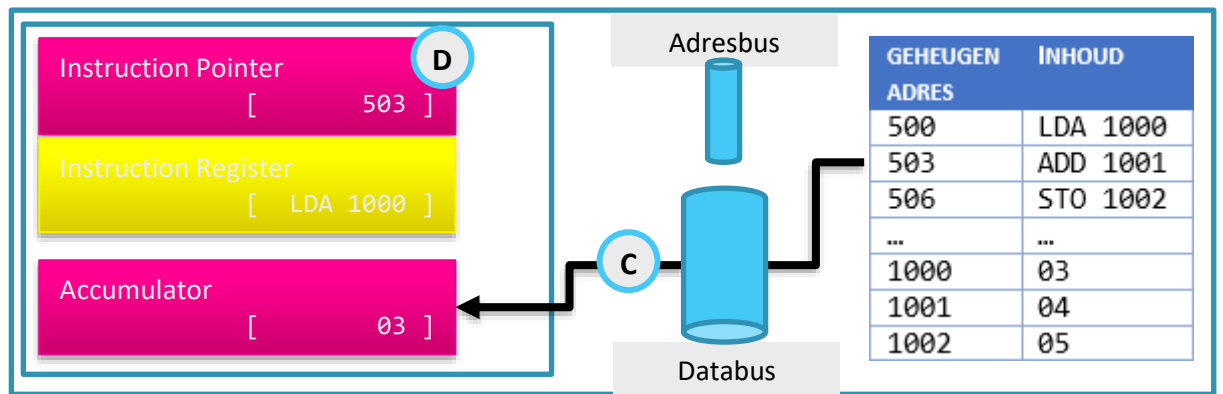 Instruction Pointer
[ 503 ]
D
Instruction Register
[ LDA 1000 ]
Accumulator
[ 03 ]
C
Adresbus
Databus
GEHEUGEN ADRES INHOUD
500 LDA 1000
503 ADD 1001
506 STO 1002
… …
1000 03
1001 04
1002 05